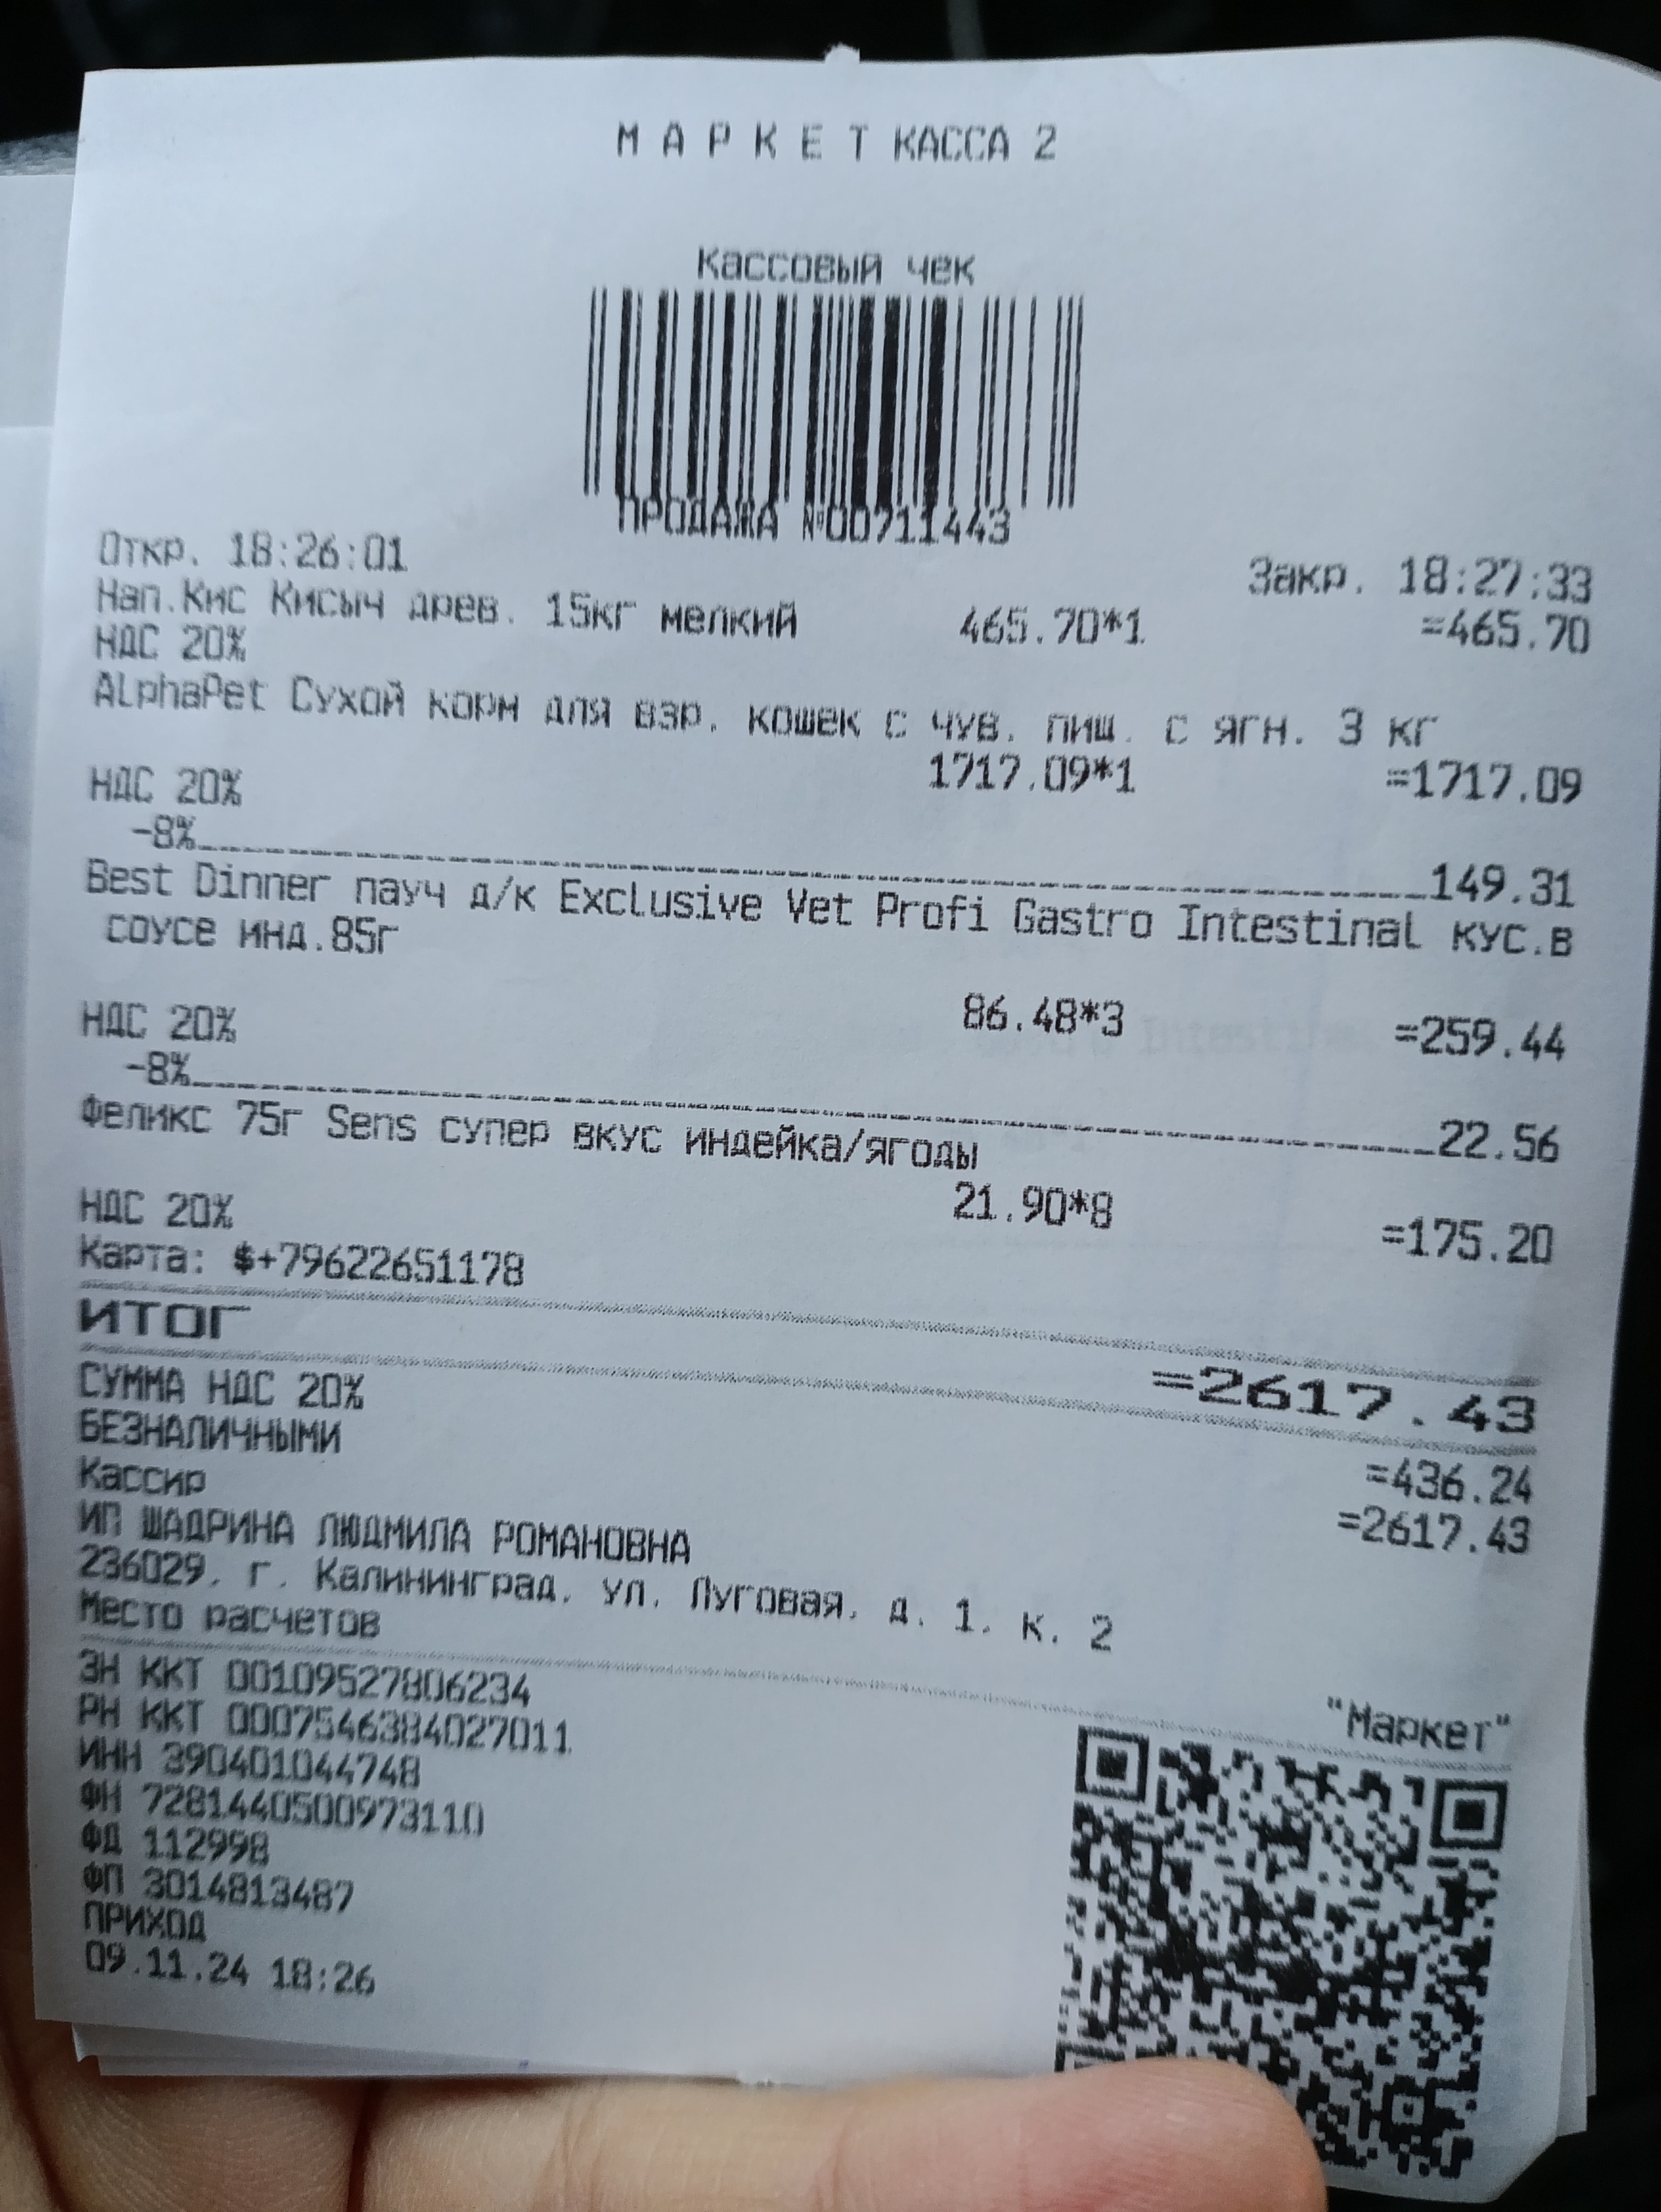 М А Р К Е Т КАССА 2
Кассовый чек
ПРОДАЖА №00711443
Откр. 18:26:01 Закр. 18:27:33
Нап.Кис Кисыч древ. 15кг мелкий 465.70*1 =465.70
НДС 20%
AlphaPet Сухой корм для взр. кошек с чув. пищ. с ягн. 3 кг
1717.09*1 =1717.09
НДС 20%
-8% 149.31
Best Dinner пауч д/к Exclusive Vet Profi Gastro Intestinal кус.в
соусе инд.85г
86.48*3 =259.44
НДС 20%
-8% 22.56
Феликс 75г Sens супер вкус индейка/ягоды
21.90*8 =175.20
НДС 20%
Карта: $+79622651178
ИТОГ =2617.43
СУММА НДС 20% =436.24
БЕЗНАЛИЧНЫМИ =2617.43
Кассир
ИП ШАДРИНА ЛЮДМИЛА РОМАНОВНА
236029, г. Калининград, ул. Луговая, д. 1, к. 2
Место расчетов "Маркет"
ЗН ККТ 00109527806234
РН ККТ 0007546384027011
ИНН 390401044748
ФН 7281440500973110
ФД 112998
ФП 3014813487
ПРИХОД
09.11.24 18:26